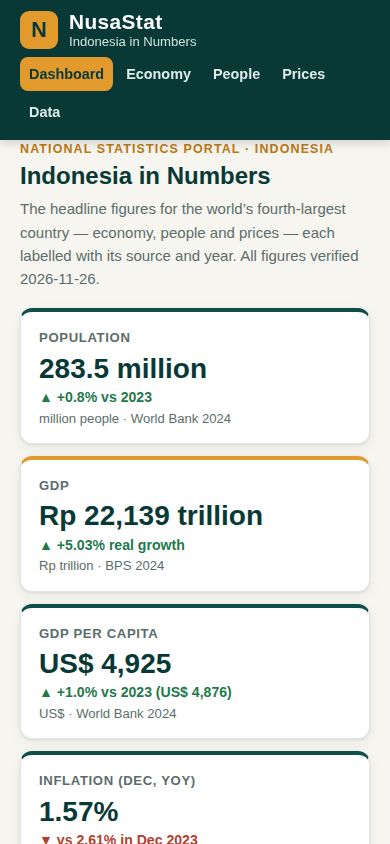 N
NusaStat
Indonesia in Numbers
Dashboard Economy People Prices
Data
NATIONAL STATISTICS PORTAL · INDONESIA
Indonesia in Numbers
The headline figures for the world’s fourth-largest
country — economy, people and prices — each
labelled with its source and year. All figures verified
2026-11-26.
POPULATION
283.5 million
▲ +0.8% vs 2023
million people · World Bank 2024
GDP
Rp 22,139 trillion
▲ +5.03% real growth
Rp trillion · BPS 2024
GDP PER CAPITA
US$ 4,925
▲ +1.0% vs 2023 (US$ 4,876)
US$ · World Bank 2024
INFLATION (DEC, YOY)
1.57%
▼ vs 2.61% in Dec 2023